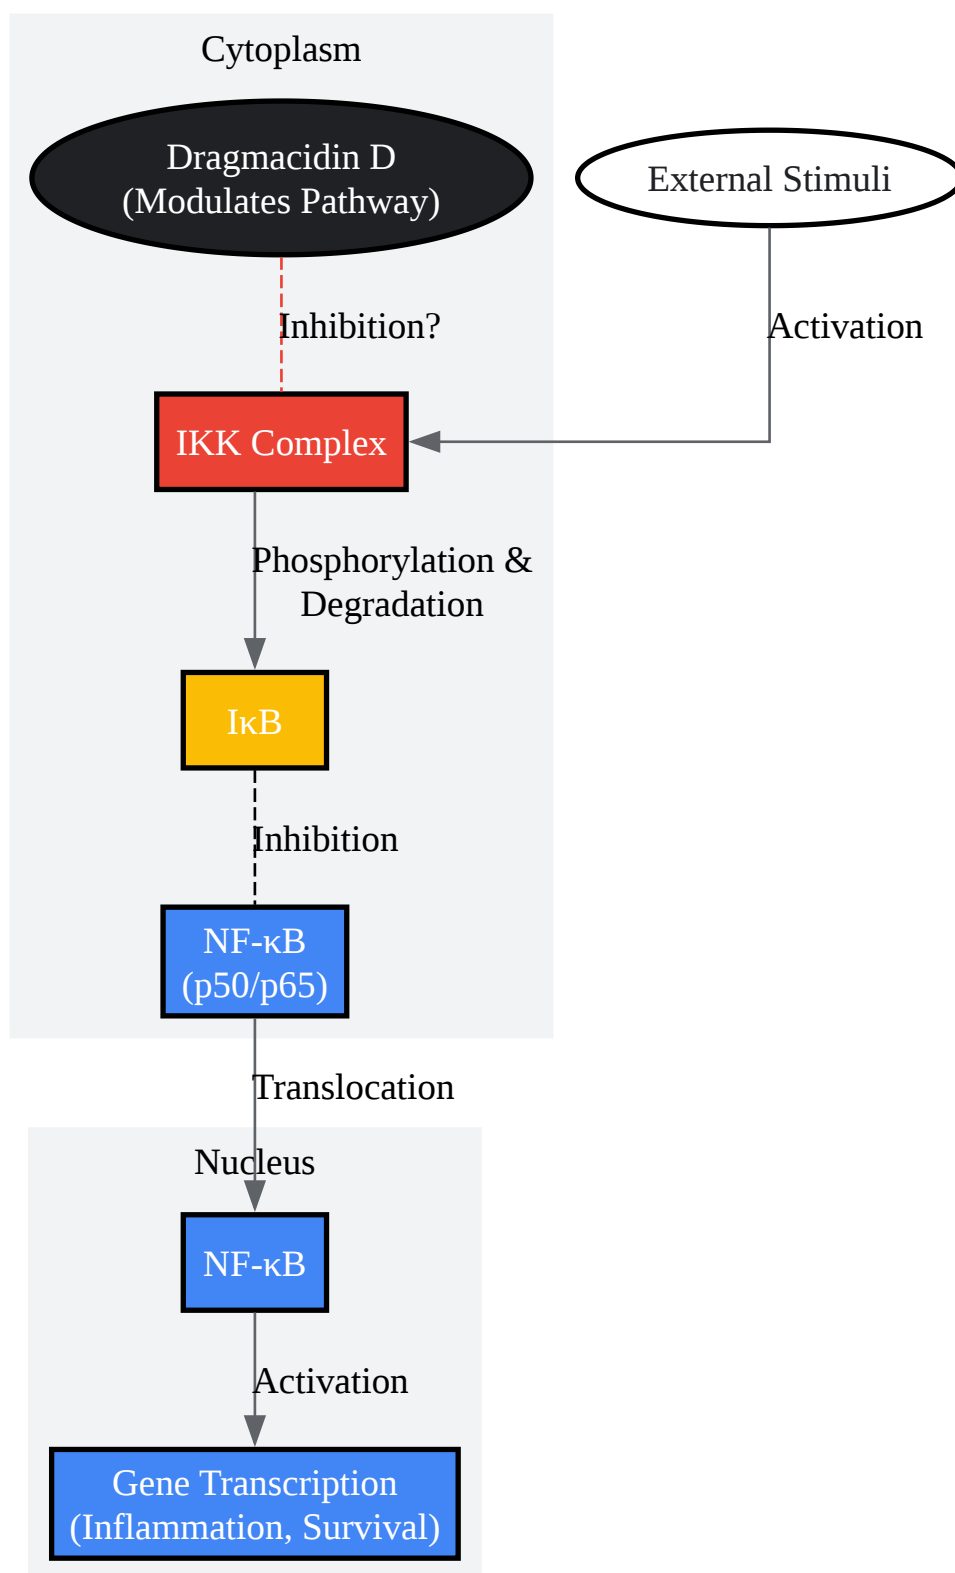 Cytoplasm
Dragmacidin D
(Modulates Pathway)
External Stimuli
Inhibition?
Activation
IKK Complex
Phosphorylation &
Degradation
IκB
Inhibition
NF-κB
(p50/p65)
Translocation
Nucleus
NF-κB
Activation
Gene Transcription
(Inflammation, Survival)